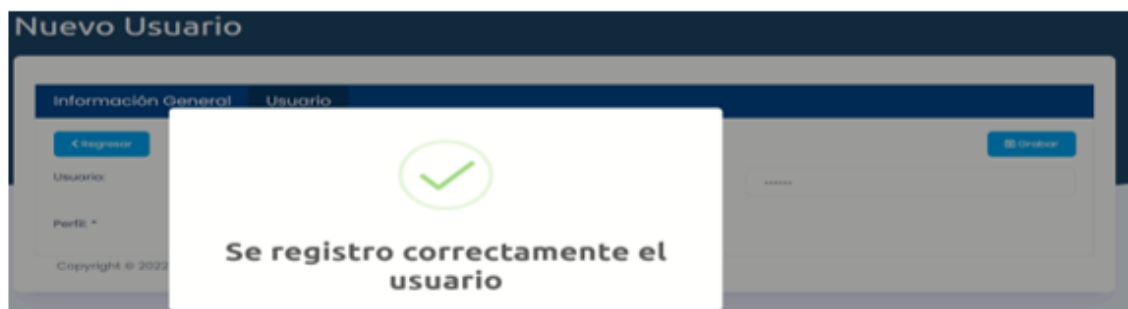 Nuevo Usuario
Información General Usuario
Regresar
Grabar
Usuario:
••••••
Perfil: *
Copyright © 2022
Se registro correctamente el
usuario